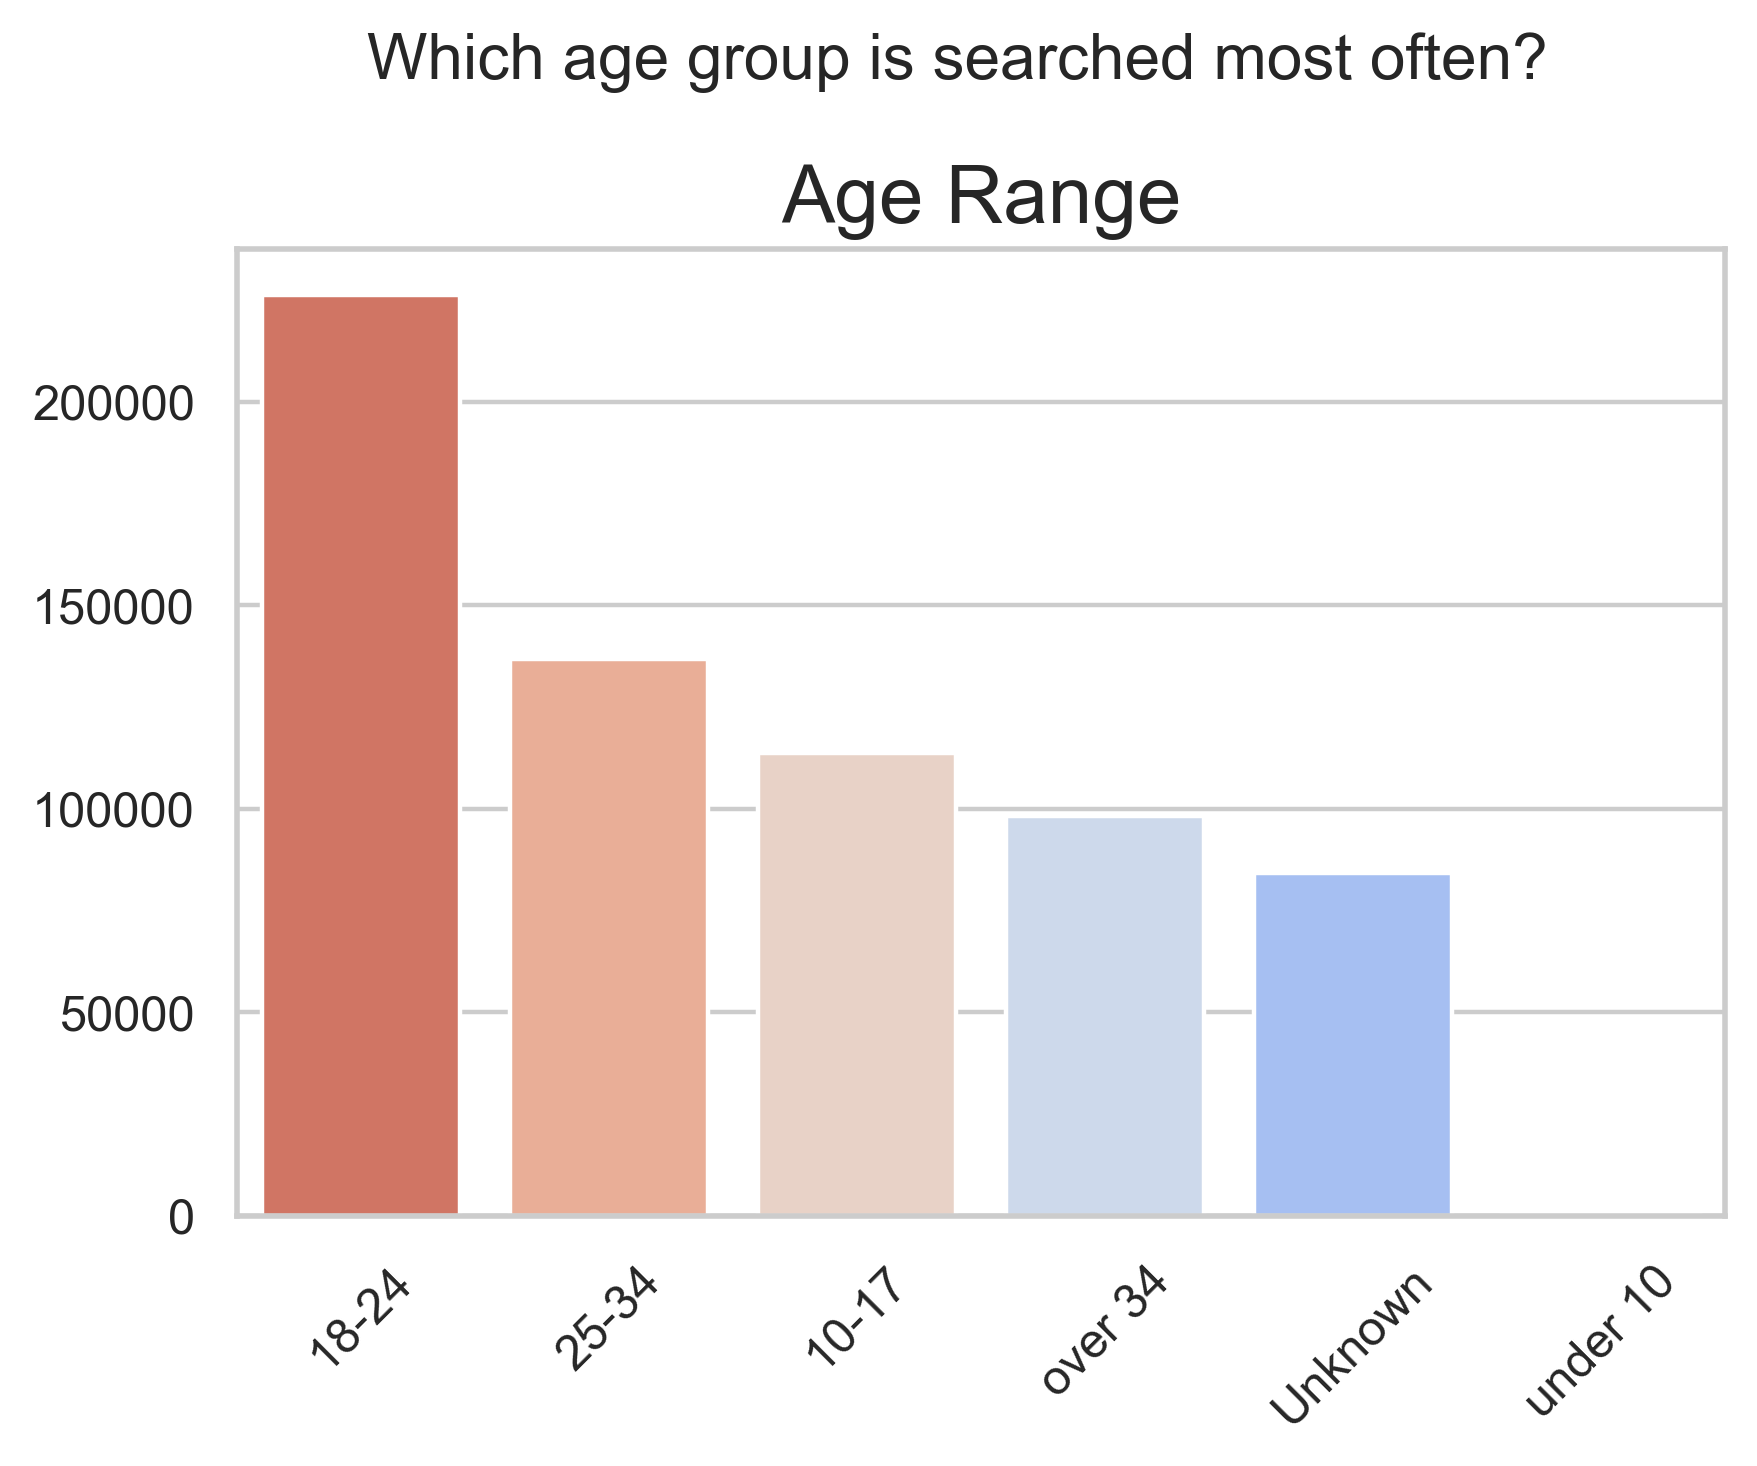 Which age group is searched most often?
Age Range
200000
150000
100000
50000
0
18-24
25-34
10-17
over 34
Unknown
under 10